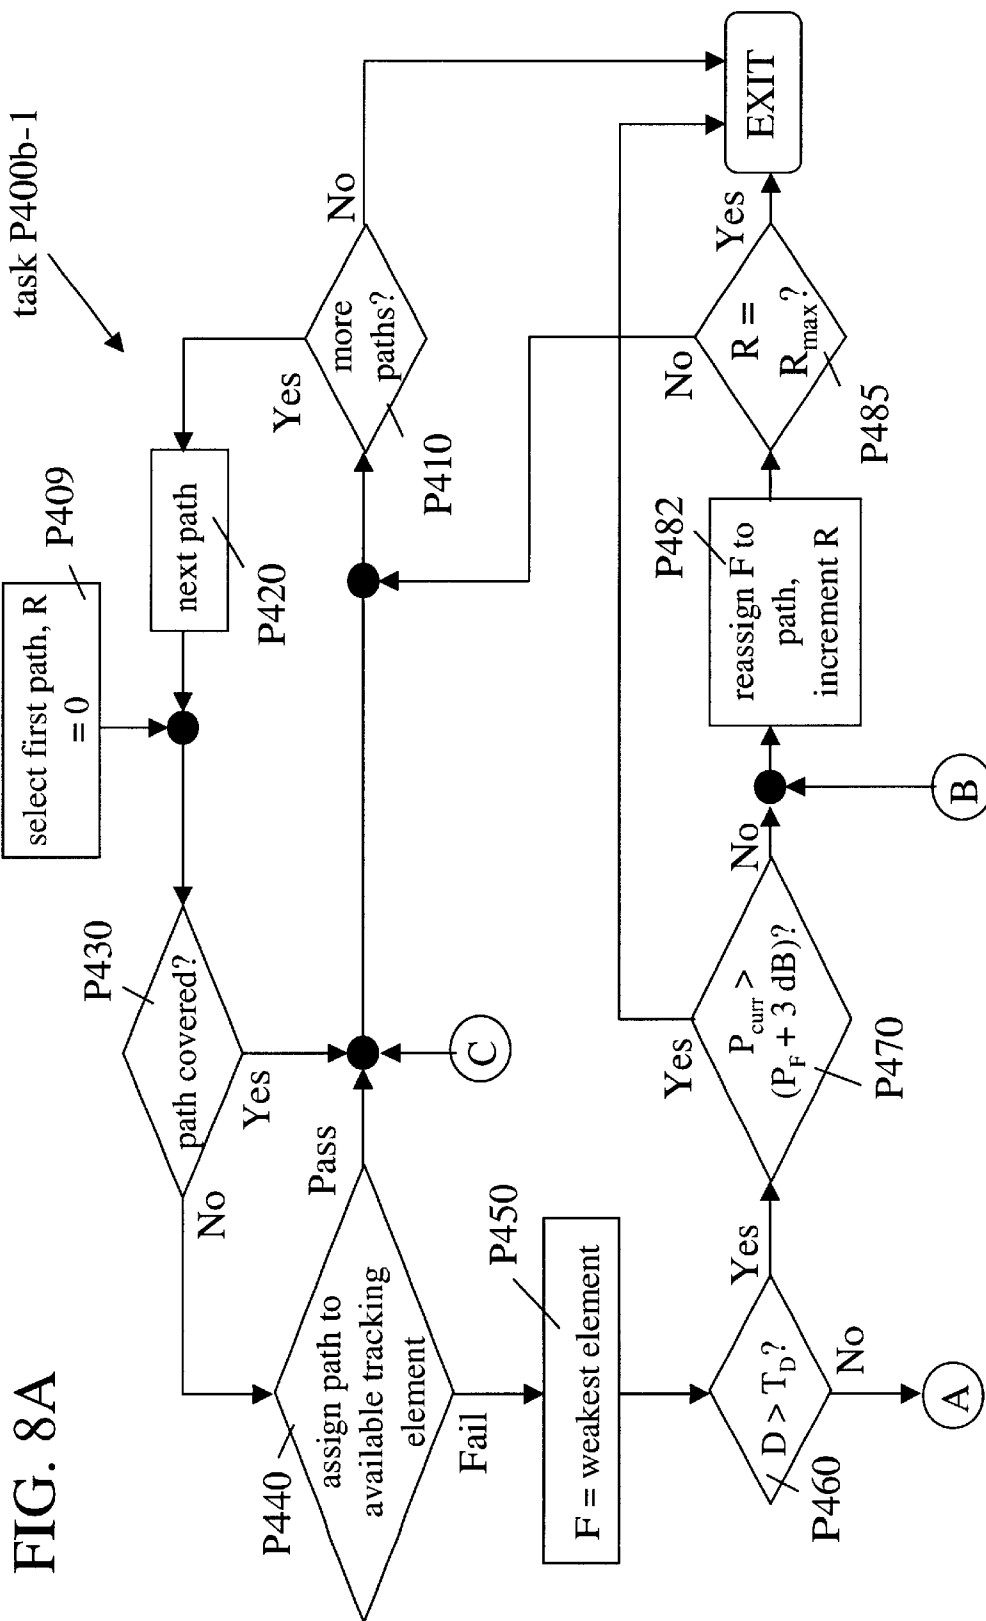 FIG. 8A
task P400b-1
select first path, R
= 0
P409
next path
P420
path covered?
P430
Yes
No
more
paths?
P410
Yes
No
assign path to
available tracking
element
P440
Pass
Fail
C
F = weakest element
P450
D > T_D?
P460
Yes
No
A
P_curr >
(P_F + 3 dB)?
P470
Yes
No
B
reassign F to
path,
increment R
P482
R =
R_max?
P485
No
Yes
EXIT